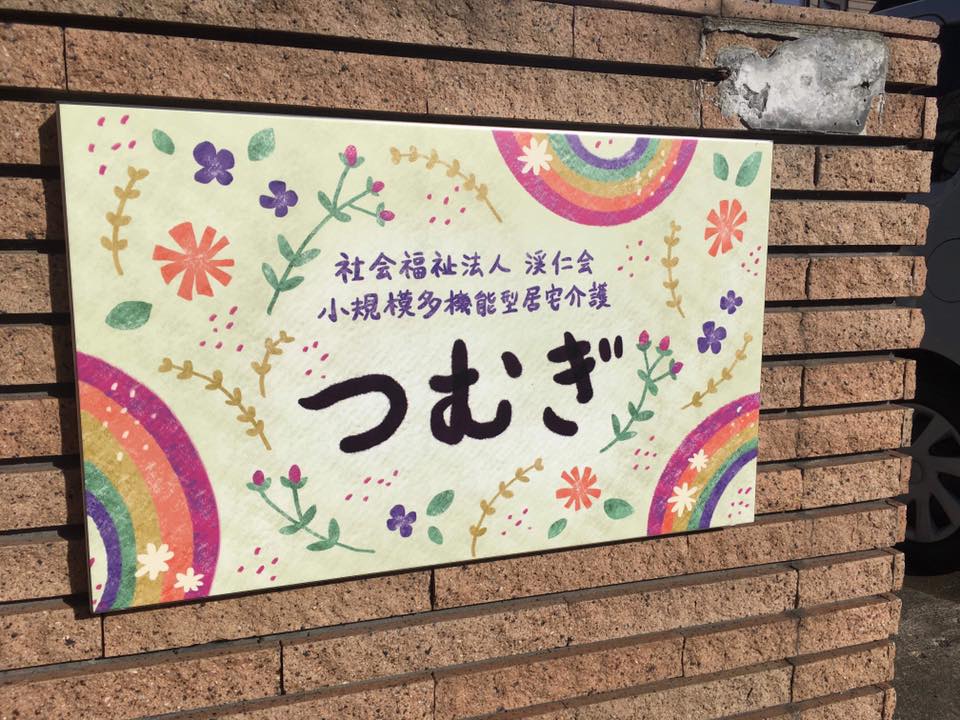 社会福祉法人 渓仁会
小規模多機能型居宅介護
つむぎ